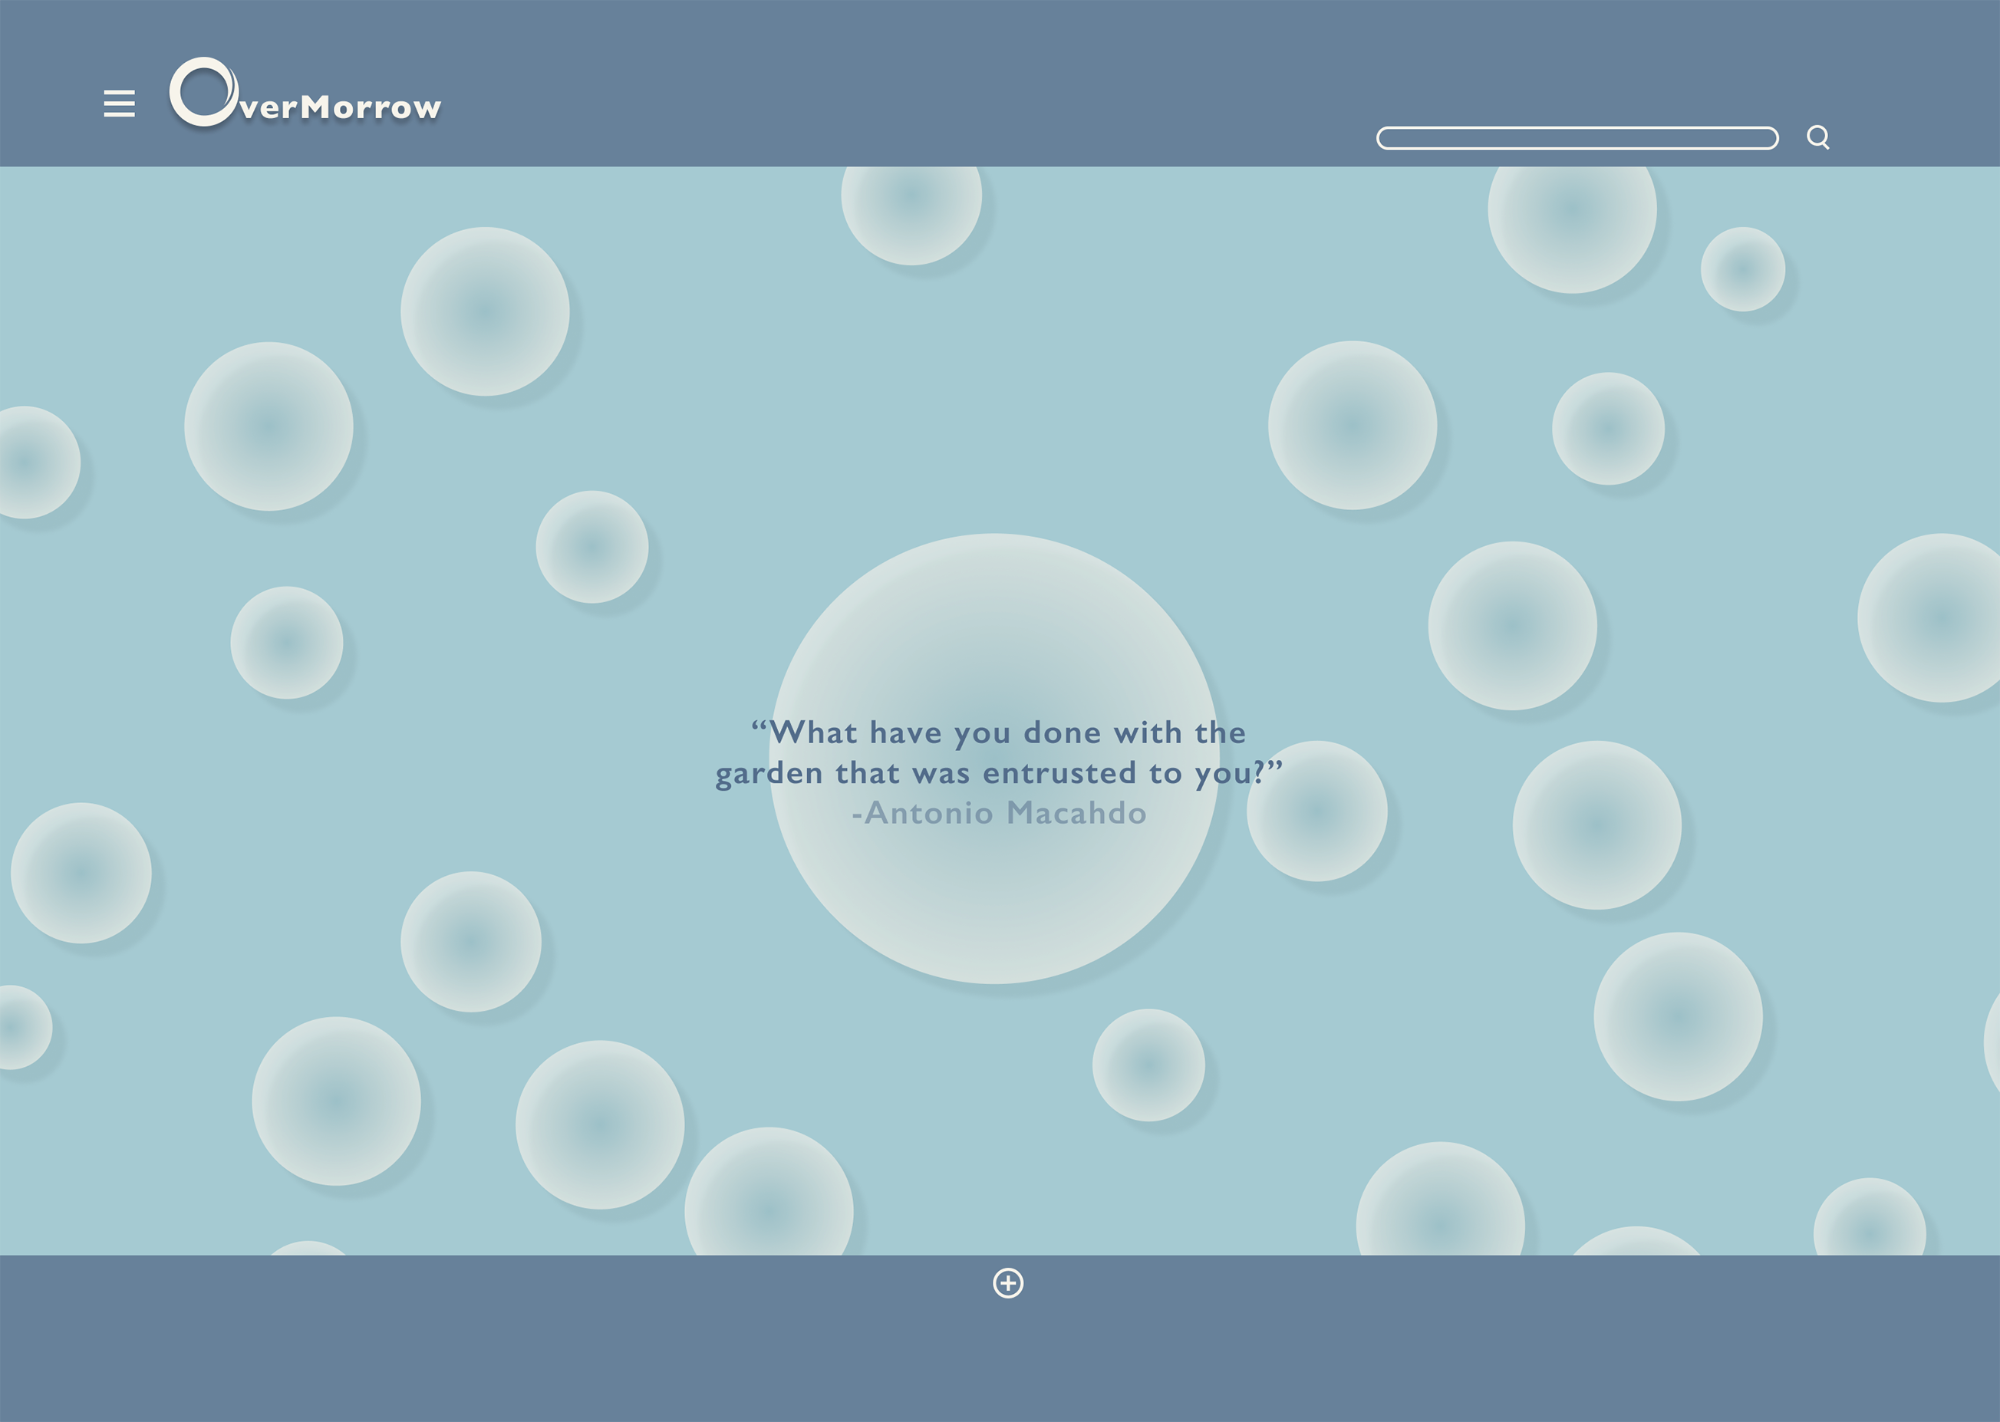 OverMorrow
“What have you done with the
garden that was entrusted to you?”
-Antonio Macahdo